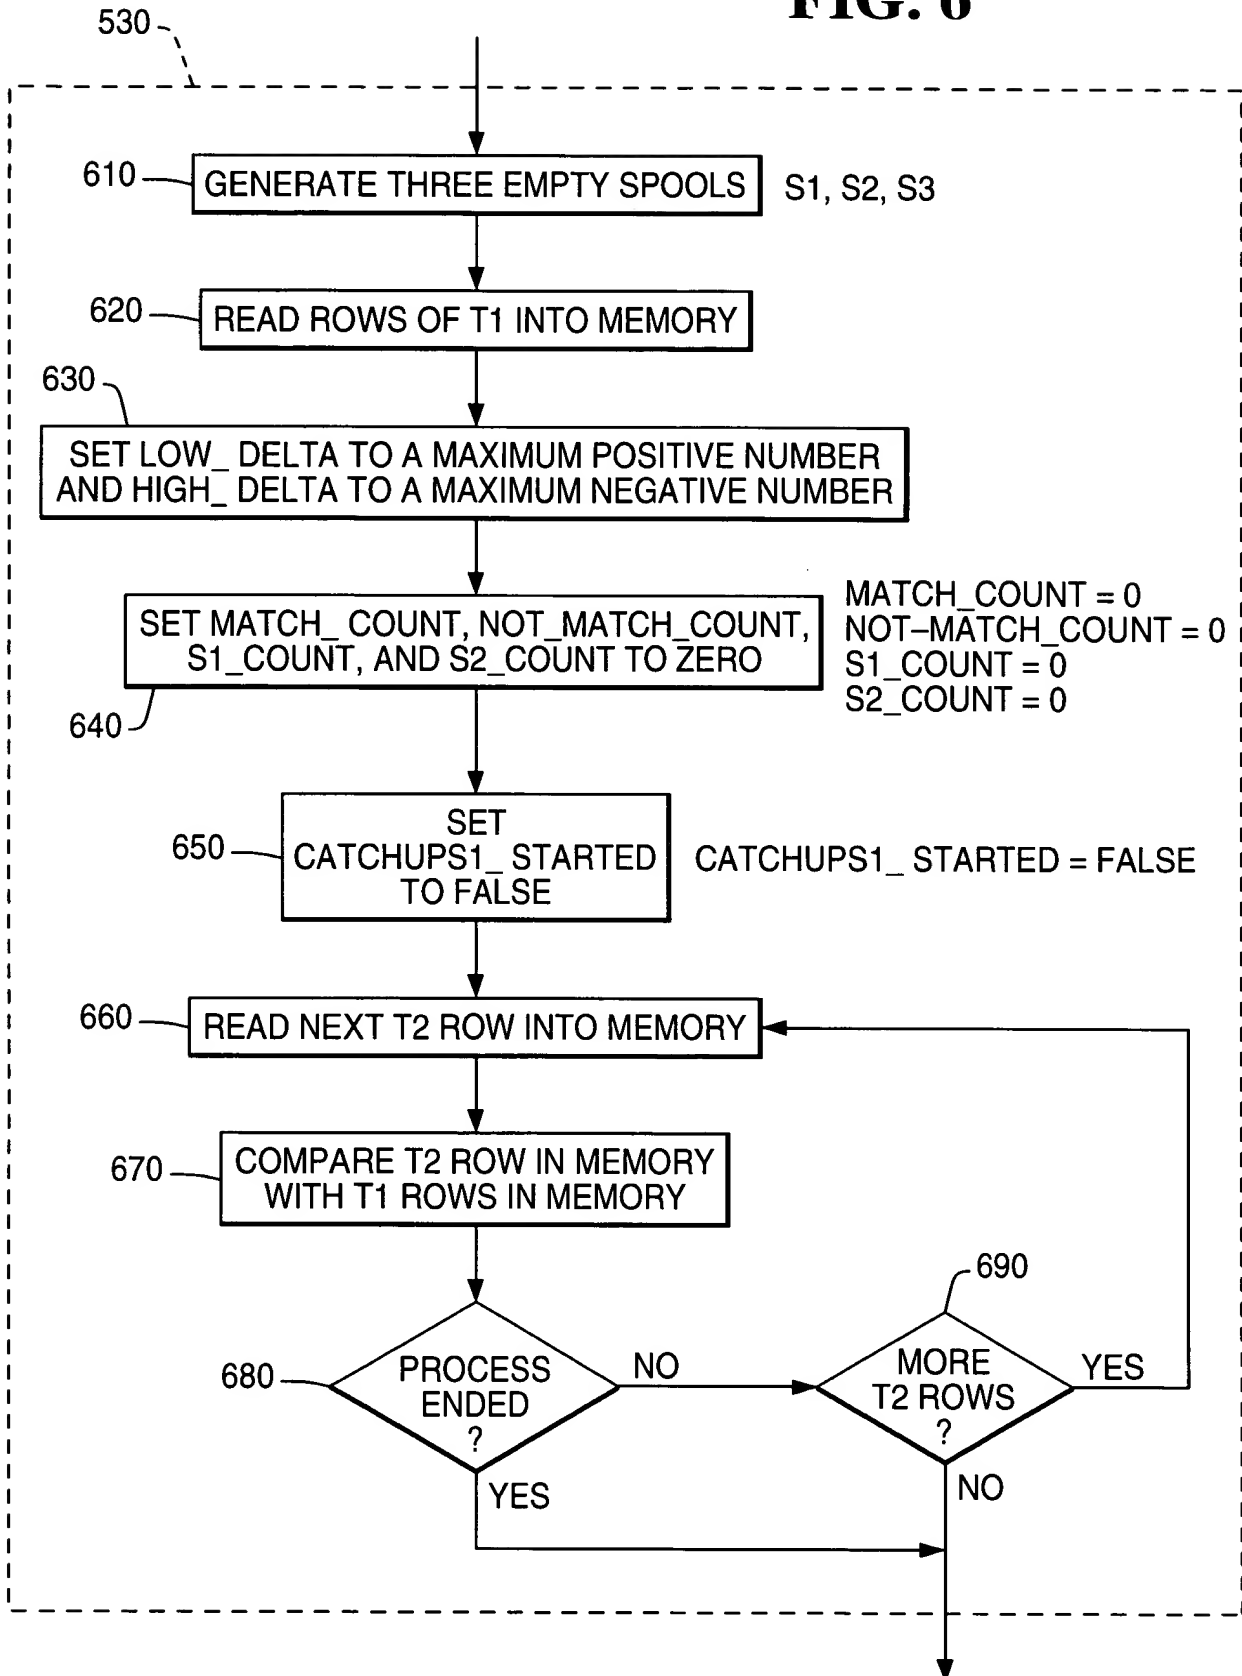 FIG. 6
530
610
GENERATE THREE EMPTY SPOOLS
S1, S2, S3
620
READ ROWS OF T1 INTO MEMORY
630
SET LOW_ DELTA TO A MAXIMUM POSITIVE NUMBER
AND HIGH_ DELTA TO A MAXIMUM NEGATIVE NUMBER
SET MATCH_ COUNT, NOT_MATCH_COUNT,
S1_COUNT, AND S2_COUNT TO ZERO
640
MATCH_COUNT = 0
NOT–MATCH_COUNT = 0
S1_COUNT = 0
S2_COUNT = 0
650
SET
CATCHUPS1_ STARTED
TO FALSE
CATCHUPS1_ STARTED = FALSE
660
READ NEXT T2 ROW INTO MEMORY
670
COMPARE T2 ROW IN MEMORY
WITH T1 ROWS IN MEMORY
680
PROCESS
ENDED
?
NO
YES
690
MORE
T2 ROWS
?
YES
NO